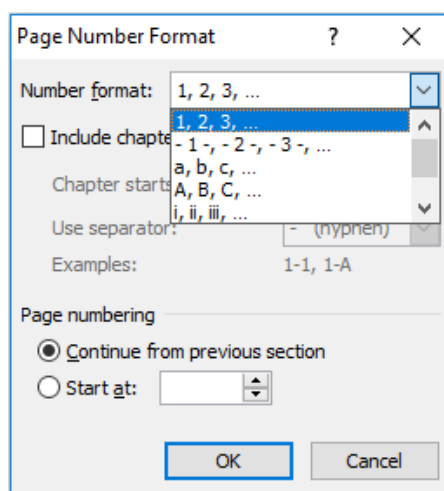 Page Number Format ?
Number format: 1, 2, 3, ...
1, 2, 3, ...
Include chapte
- 1 -, - 2 -, - 3 -, ...
a, b, c, ...
Chapter starts
A, B, C, ...
i, ii, iii, ...
Use separator: - (hyphen)
Examples: 1-1, 1-A
Page numbering
Continue from previous section
Start at:
OK Cancel